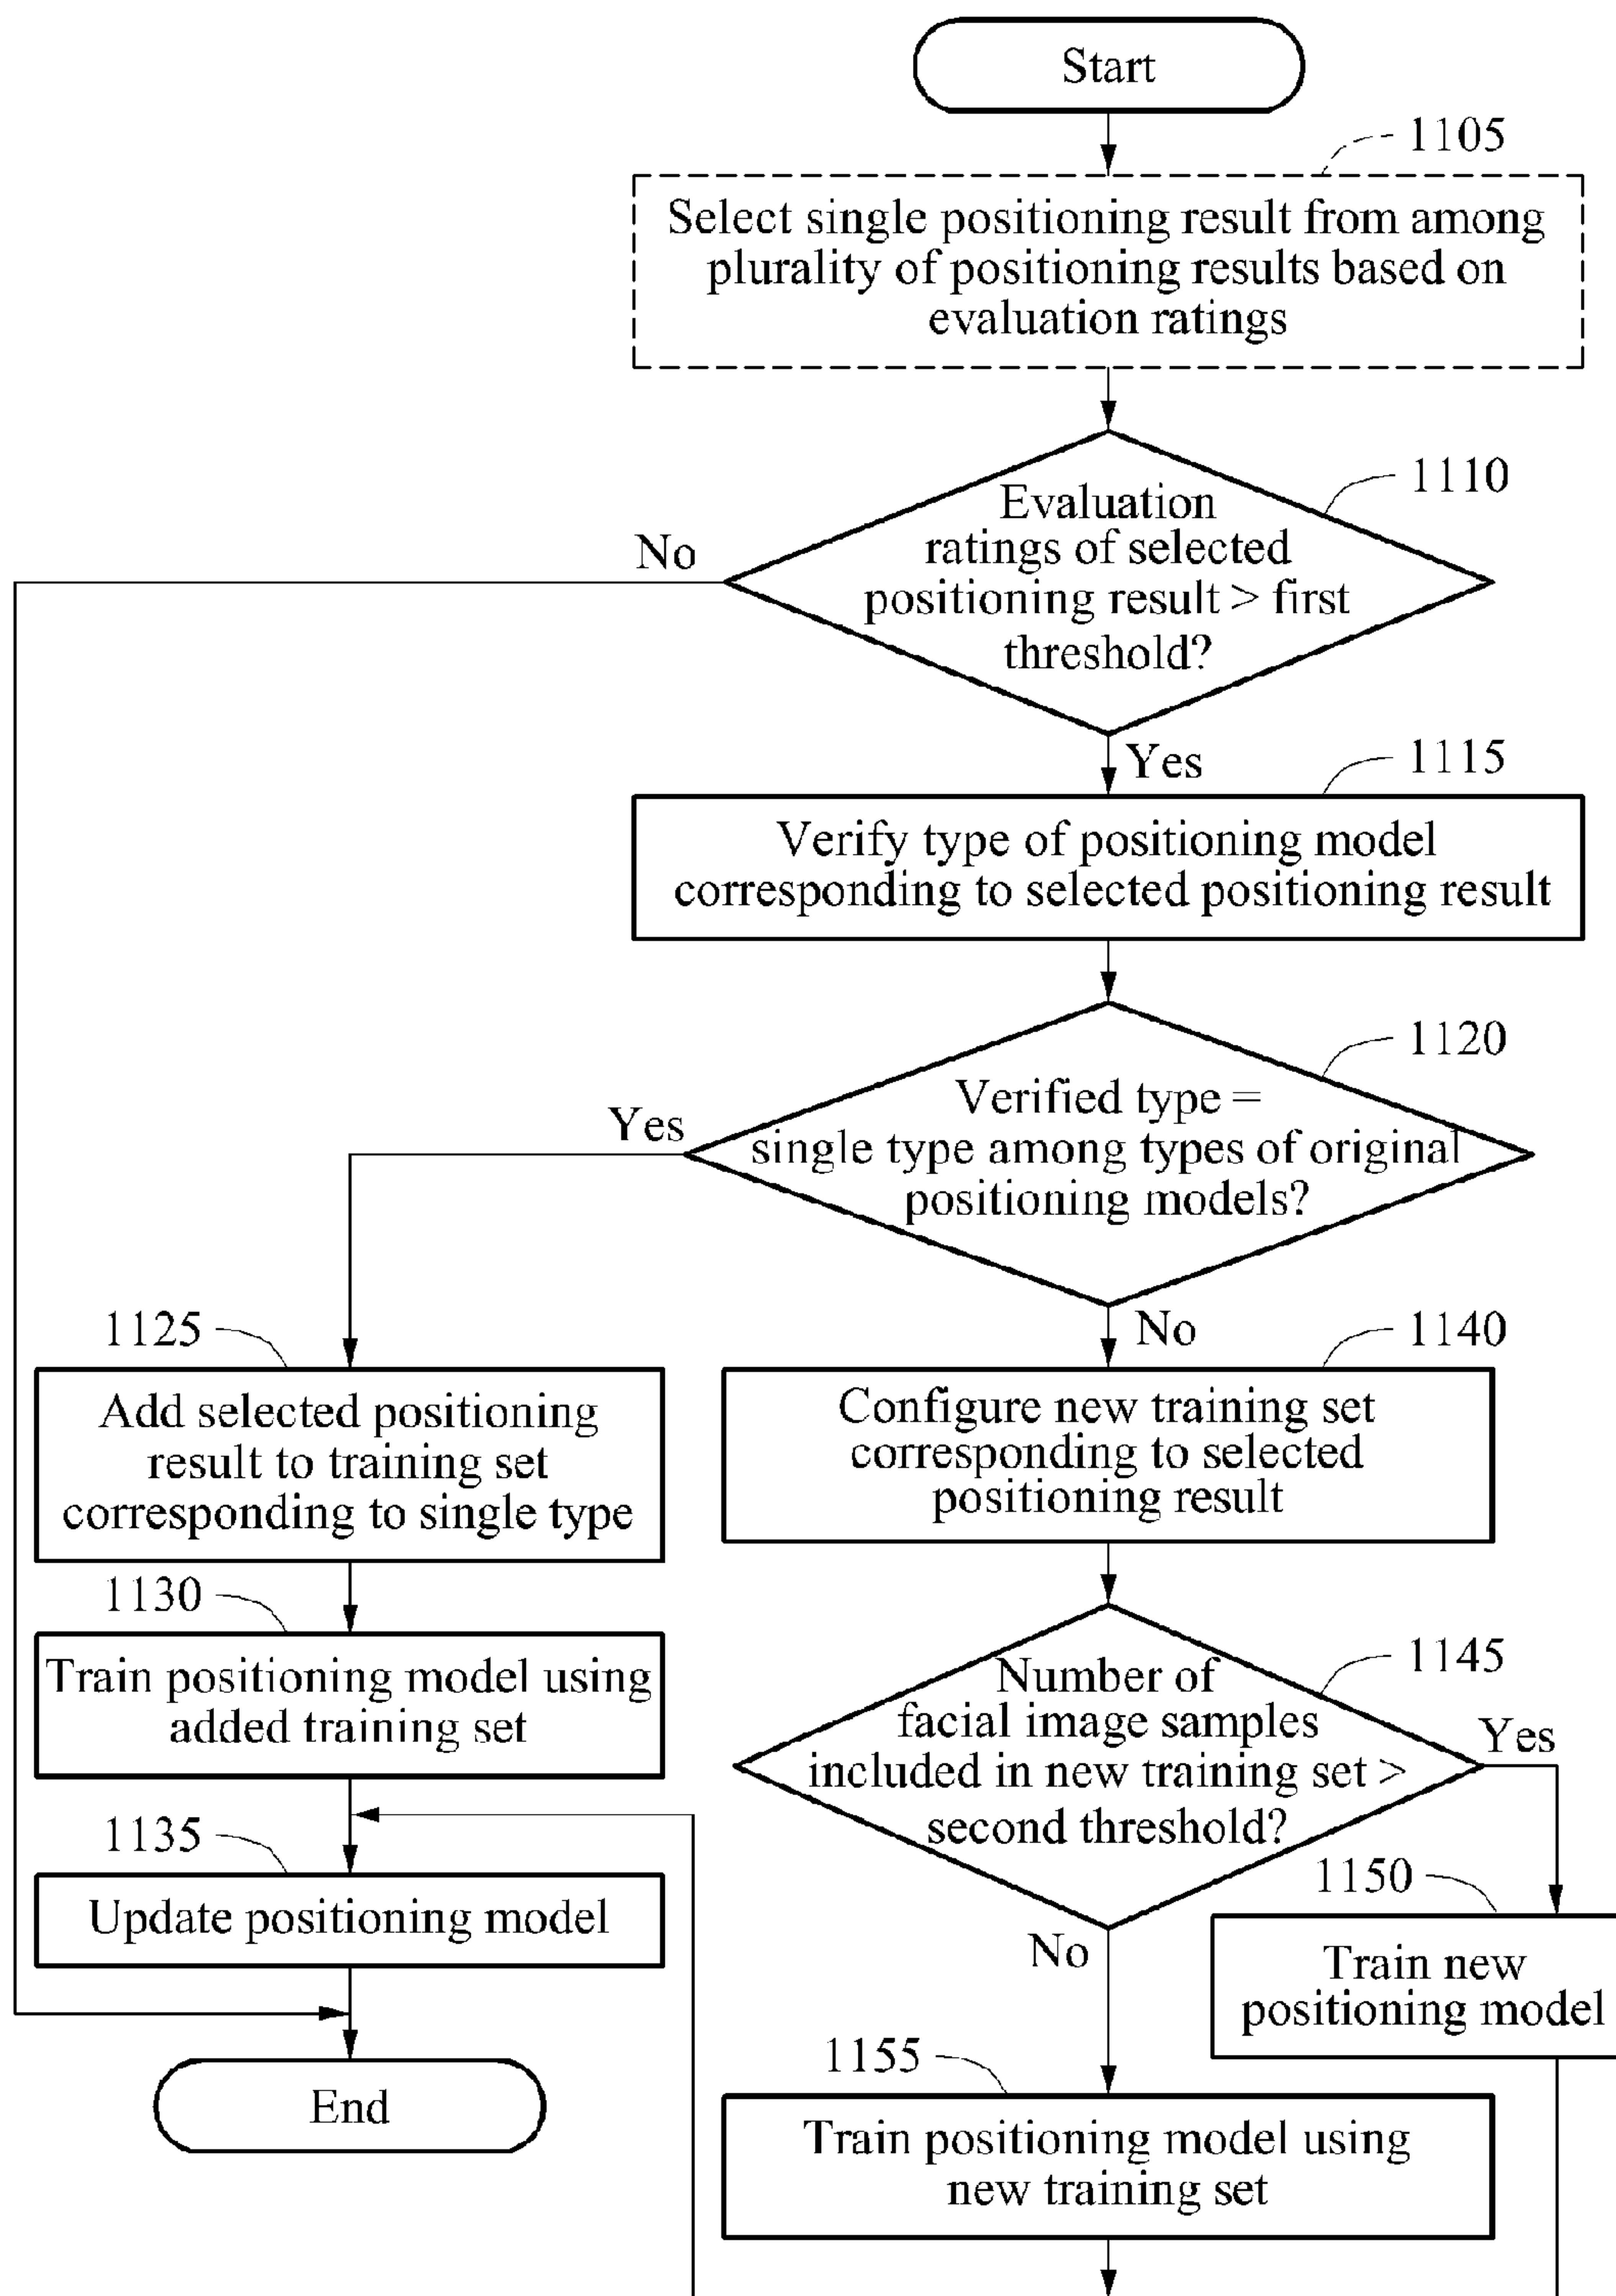 Start
1105
Select single positioning result from among
plurality of positioning results based on
evaluation ratings
1110
Evaluation
ratings of selected
positioning result > first
threshold?
No
Yes
1115
Verify type of positioning model
corresponding to selected positioning result
1120
Verified type =
single type among types of original
positioning models?
Yes
No
1125
Add selected positioning
result to training set
corresponding to single type
1130
Train positioning model using
added training set
1135
Update positioning model
End
1140
Configure new training set
corresponding to selected
positioning result
1145
Number of
facial image samples
included in new training set >
second threshold?
Yes
No
1150
Train new
positioning model
1155
Train positioning model using
new training set